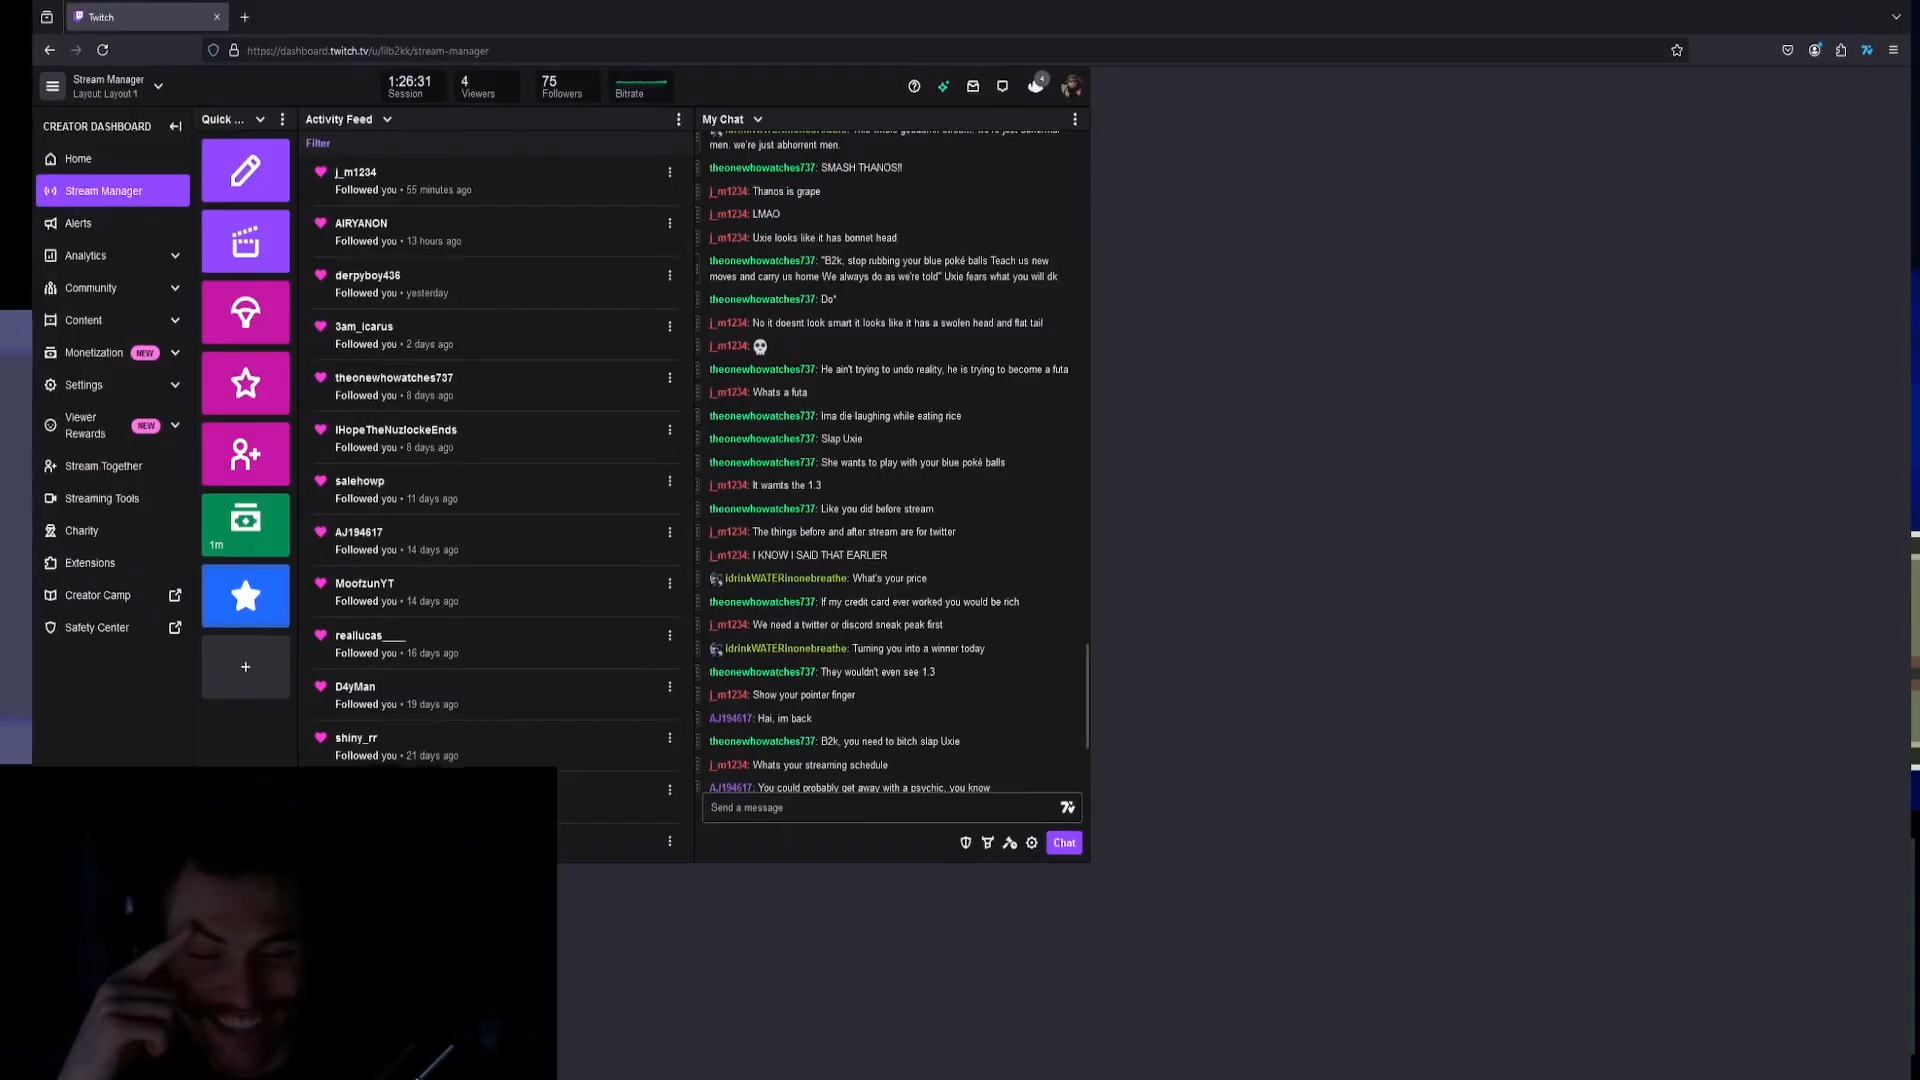 Twitch
https://dashboard.twitch.tv/u/lilb2kk/stream-manager
Stream Manager
Layout: Layout 1
1:26:31
Session
4
Viewers
75
Followers
Bitrate
4
CREATOR DASHBOARD
Home
Stream Manager
Alerts
Analytics
Community
Content
Monetization NEW
Settings
Viewer
Rewards
NEW
Stream Together
Streaming Tools
Charity
Extensions
Creator Camp
Safety Center
Quick ...
1m
+
Activity Feed
Filter
j_m1234
Followed you • 55 minutes ago
AIRYANON
Followed you • 13 hours ago
derpyboy436
Followed you • yesterday
3am_icarus
Followed you • 2 days ago
theonewhowatches737
Followed you • 8 days ago
IHopeTheNuzlockeEnds
Followed you • 8 days ago
salehowp
Followed you • 11 days ago
AJ194617
Followed you • 14 days ago
MoofzunYT
Followed you • 14 days ago
reallucas____
Followed you • 16 days ago
D4yMan
Followed you • 19 days ago
shiny_rr
Followed you • 21 days ago
My Chat
men. we're just abhorrent men.
theonewhowatches737: SMASH THANOS!!
j_m1234: Thanos is grape
j_m1234: LMAO
j_m1234: Uxie looks like it has bonnet head
theonewhowatches737: "B2k, stop rubbing your blue poké balls Teach us new
moves and carry us home We always do as we're told" Uxie fears what you will dk
theonewhowatches737: Do*
j_m1234: No it doesnt look smart it looks like it has a swolen head and flat tail
j_m1234:
theonewhowatches737: He ain't trying to undo reality, he is trying to become a futa
j_m1234: Whats a futa
theonewhowatches737: Ima die laughing while eating rice
theonewhowatches737: Slap Uxie
theonewhowatches737: She wants to play with your blue poké balls
j_m1234: It wamts the 1.3
theonewhowatches737: Like you did before stream
j_m1234: The things before and after stream are for twitter
j_m1234: I KNOW I SAID THAT EARLIER
idrinkWATERinonebreathe: What's your price
theonewhowatches737: If my credit card ever worked you would be rich
j_m1234: We need a twitter or discord sneak peak first
idrinkWATERinonebreathe: Turning you into a winner today
theonewhowatches737: They wouldn't even see 1.3
j_m1234: Show your pointer finger
AJ194617: Hai, im back
theonewhowatches737: B2k, you need to bitch slap Uxie
j_m1234: Whats your streaming schedule
AJ194617: You could probably get away with a psychic, you know
Send a message
Chat